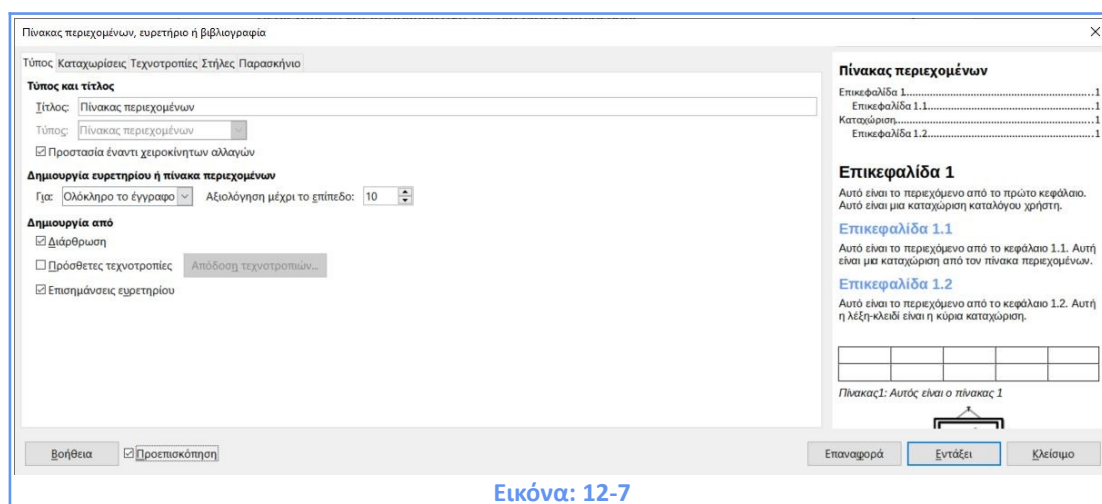 Πίνακας περιεχομένων, ευρετήριο ή βιβλιογραφία
Τύπος Καταχωρίσεις Τεχνοτροπίες Στήλες Παρασκήνιο
Τύπος και τίτλος
Τίτλος: Πίνακας περιεχομένων
Τύπος: Πίνακας περιεχομένων
Προστασία έναντι χειροκίνητων αλλαγών
Δημιουργία ευρετηρίου ή πίνακα περιεχομένων
Για: Ολόκληρο το έγγραφο Αξιολόγηση μέχρι το επίπεδο: 10
Δημιουργία από
Διάρθρωση
Πρόσθετες τεχνοτροπίες Απόδοση τεχνοτροπιών...
Επισημάνσεις ευρετηρίου
Πίνακας περιεχομένων
Επικεφαλίδα 1.......................................................................1
Επικεφαλίδα 1.1..................................................................1
Καταχώριση.........................................................................1
Επικεφαλίδα 1.2..................................................................1
Επικεφαλίδα 1
Αυτό είναι το περιεχόμενο από το πρώτο κεφάλαιο.
Αυτό είναι μια καταχώριση καταλόγου χρήστη.
Επικεφαλίδα 1.1
Αυτό είναι το περιεχόμενο από το κεφάλαιο 1.1. Αυτή
είναι μια καταχώριση από τον πίνακα περιεχομένων.
Επικεφαλίδα 1.2
Αυτό είναι το περιεχόμενο από το κεφάλαιο 1.2. Αυτή
η λέξη-κλειδί είναι η κύρια καταχώριση.
Πίνακας1: Αυτός είναι ο πίνακας 1
Βοήθεια Προεπισκόπηση Επαναφορά Εντάξει Κλείσιμο
Εικόνα: 12-7